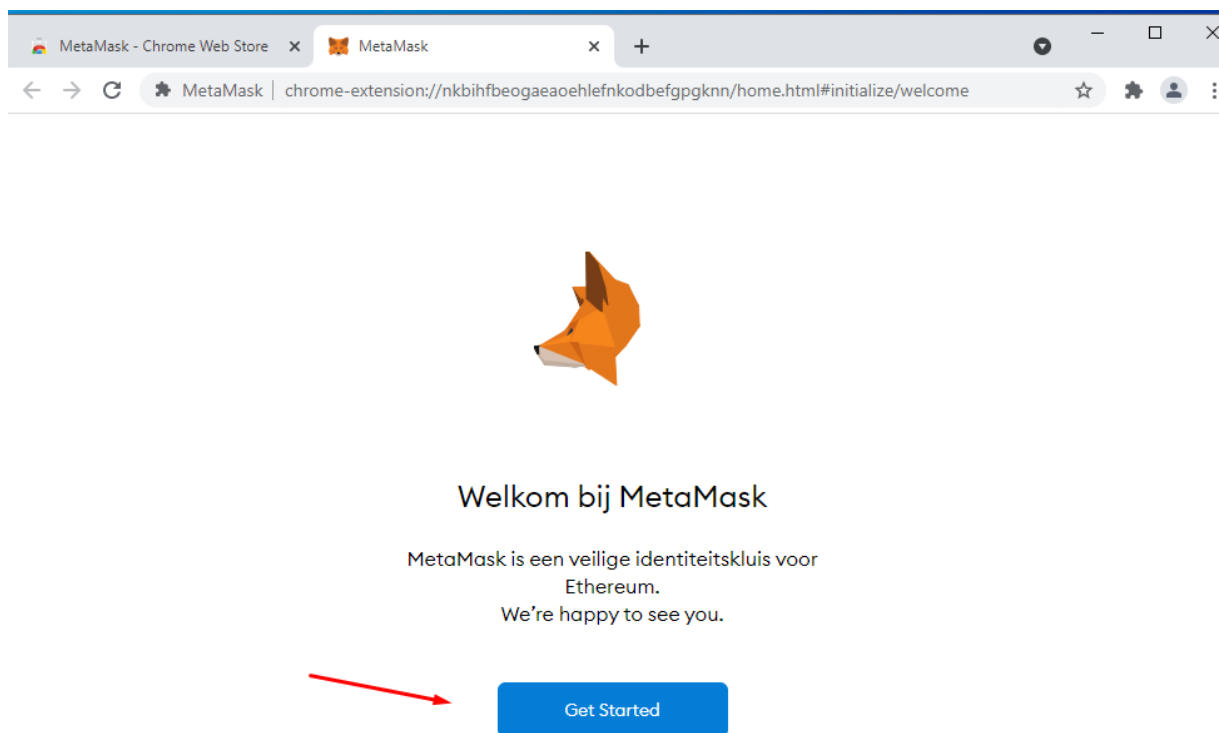 MetaMask - Chrome Web Store
MetaMask
MetaMask
chrome-extension://nkbihfbeogaeaoehlefnkodbefgpgknn/home.html#initialize/welcome
Welkom bij MetaMask
MetaMask is een veilige identiteitskluis voor
Ethereum.
We're happy to see you.
Get Started